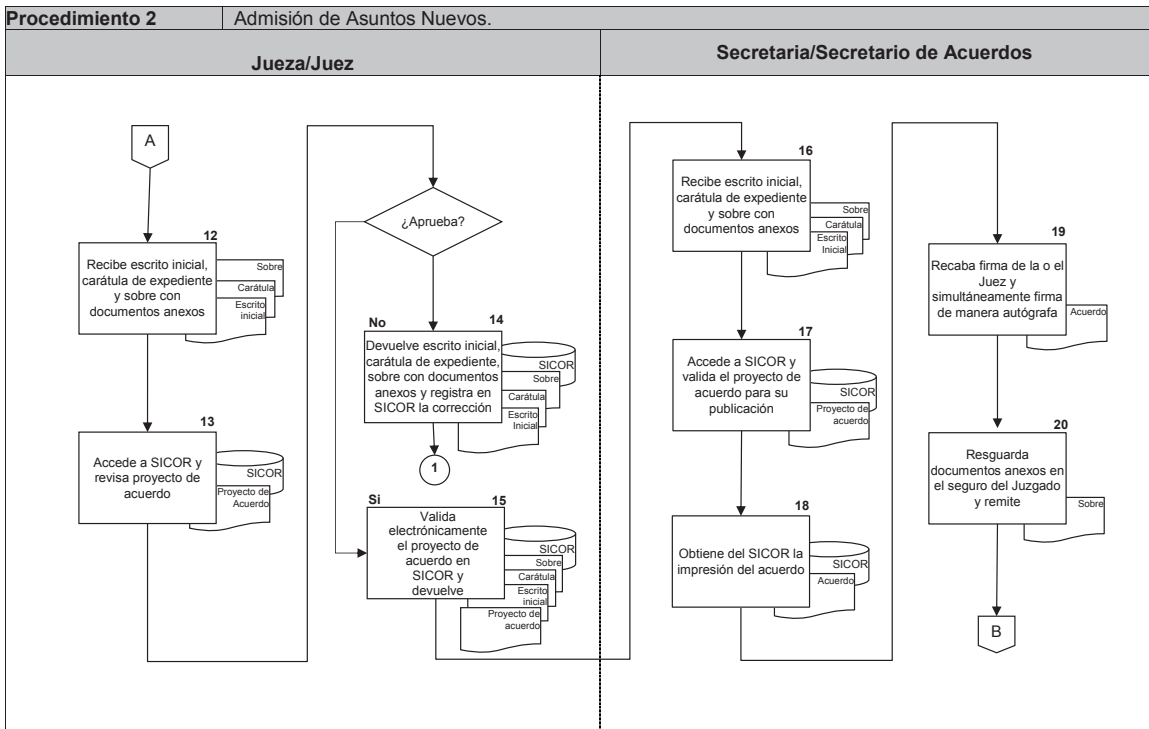 Procedimiento 2
Admisión de Asuntos Nuevos.
Jueza/Juez
Secretaria/Secretario de Acuerdos
A
12
Recibe escrito inicial,
carátula de expediente
y sobre con
documentos anexos
Sobre
Carátula
Escrito
inicial
13
Accede a SICOR y
revisa proyecto de
acuerdo
SICOR
Proyecto de
Acuerdo
¿Aprueba?
No
14
Devuelve escrito inicial,
carátula de expediente,
sobre con documentos
anexos y registra en
SICOR la corrección
SICOR
Sobre
Carátula
Escrito
Inicial
1
Si
15
Valida
electrónicamente
el proyecto de
acuerdo en
SICOR y
devuelve
SICOR
Sobre
Carátula
Escrito
inicial
Proyecto de
acuerdo
16
Recibe escrito inicial,
carátula de expediente
y sobre con
documentos anexos
Sobre
Carátula
Escrito
Inicial
17
Accede a SICOR y
valida el proyecto de
acuerdo para su
publicación
SICOR
Proyecto de
acuerdo
18
Obtiene del SICOR la
impresión del acuerdo
SICOR
Acuerdo
19
Recaba firma de la o el
Juez y
simultáneamente firma
de manera autógrafa
Acuerdo
20
Resguarda
documentos anexos en
el seguro del Juzgado
y remite
Sobre
B